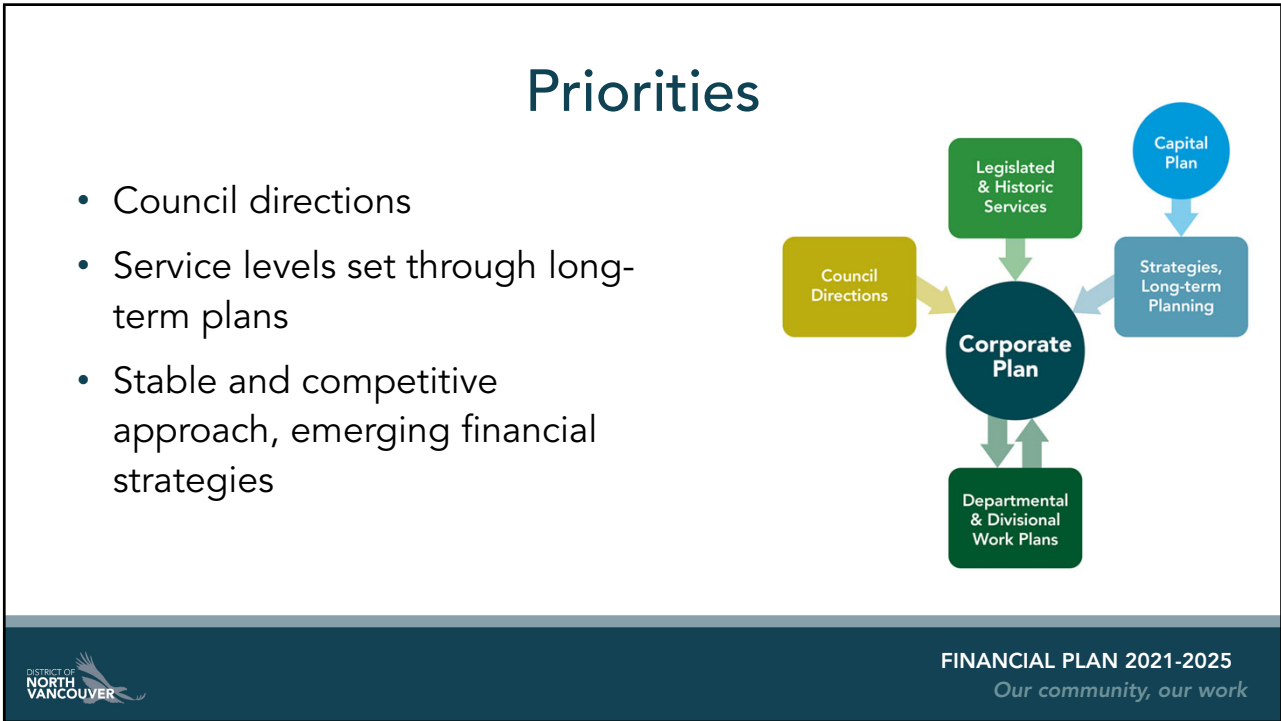 Priorities
• Council directions
• Service levels set through long-
term plans
• Stable and competitive
approach, emerging financial
strategies
Capital
Plan
Legislated
& Historic
Services
Council
Directions
Strategies,
Long-term
Planning
Corporate
Plan
Departmental
& Divisional
Work Plans
DISTRICT OF
NORTH
VANCOUVER
FINANCIAL PLAN 2021-2025
Our community, our work